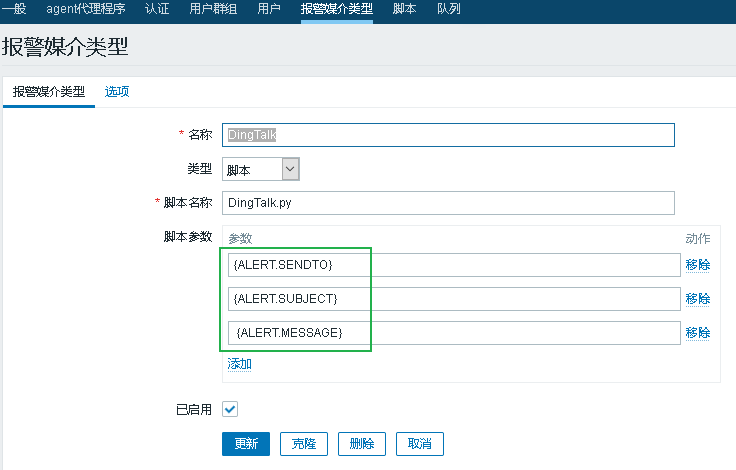 一般 agent代理程序 认证 用户群组 用户 报警媒介类型 脚本 队列
报警媒介类型
报警媒介类型 选项
* 名称 DingTalk
类型 脚本
* 脚本名称 DingTalk.py
脚本参数 参数 动作
{ALERT.SENDTO} 移除
{ALERT.SUBJECT} 移除
{ALERT.MESSAGE} 移除
添加
已启用
更新 克隆 删除 取消